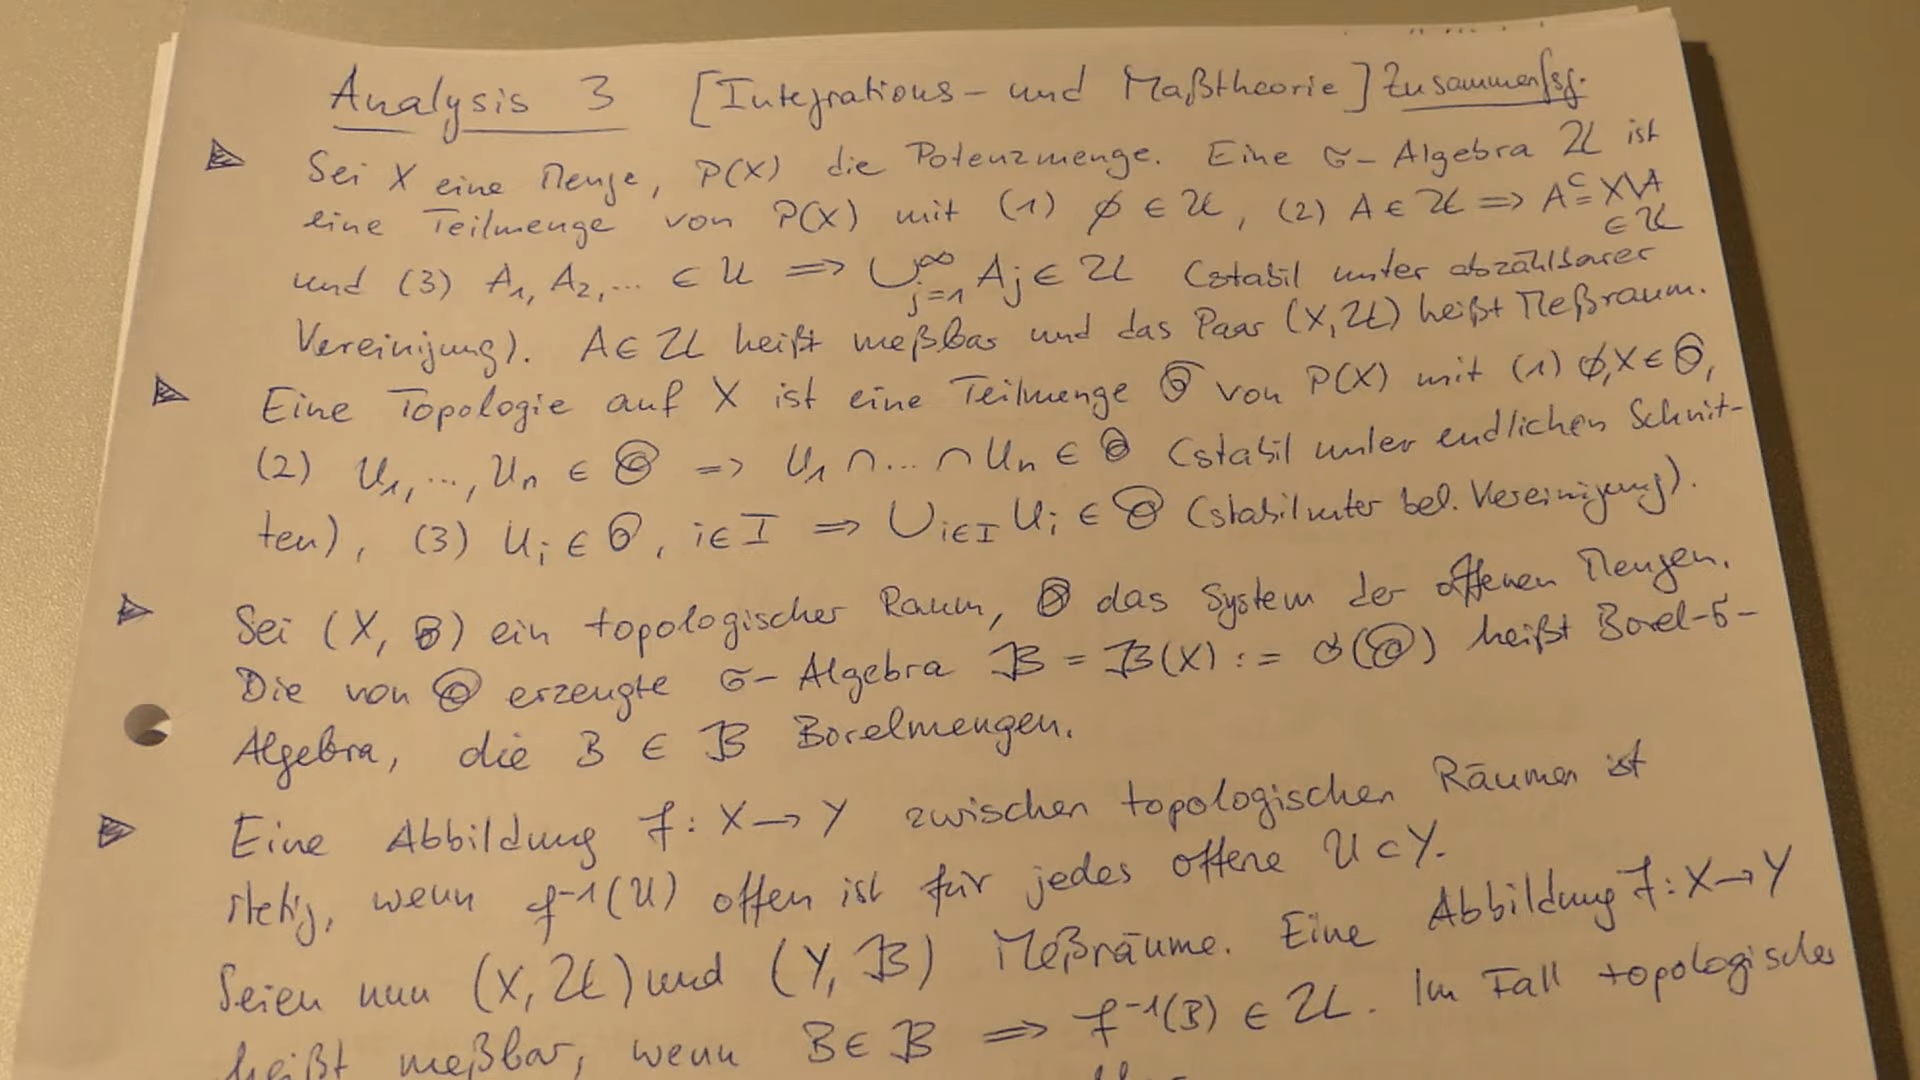 Analysis 3 [Integrations- und Maßtheorie] Zusammenfsg.
Sei X eine Menge, P(X) die Potenzmenge. Eine σ-Algebra 𝒰 ist
eine Teilmenge von P(X) mit (1) ∅ ∈ 𝒰, (2) A ∈ 𝒰 ⇒ Aᶜ = X\A
∈ 𝒰
und (3) A₁, A₂, ... ∈ 𝒰 ⇒ ∪_{j=1}^∞ Aj ∈ 𝒰 (stabil unter abzählbarer
Vereinigung). A ∈ 𝒰 heißt meßbar und das Paar (X, 𝒰) heißt Meßraum.
Eine Topologie auf X ist eine Teilmenge 𝒪 von P(X) mit (1) ∅, X ∈ 𝒪,
(2) U₁, ..., Uₙ ∈ 𝒪 ⇒ U₁ ∩ ... ∩ Uₙ ∈ 𝒪 (stabil unter endlichen Schnit-
ten), (3) Uᵢ ∈ 𝒪, i ∈ I ⇒ ∪_{i∈I} Uᵢ ∈ 𝒪 (stabil unter bel. Vereinigung).
Sei (X, 𝒪) ein topologischer Raum, 𝒪 das System der offenen Mengen.
Die von 𝒪 erzeugte σ-Algebra 𝔹 = 𝔹(X) := σ(𝒪) heißt Borel-σ-
Algebra, die B ∈ 𝔹 Borelmengen.
Eine Abbildung f: X → Y zwischen topologischen Räumen ist
stetig, wenn f⁻¹(U) offen ist für jedes offene U ⊂ Y.
Seien nun (X, 𝒰) und (Y, 𝔹) Meßräume. Eine Abbildung f: X → Y
heißt meßbar, wenn B ∈ 𝔹 ⇒ f⁻¹(B) ∈ 𝒰. Im Fall topologischer